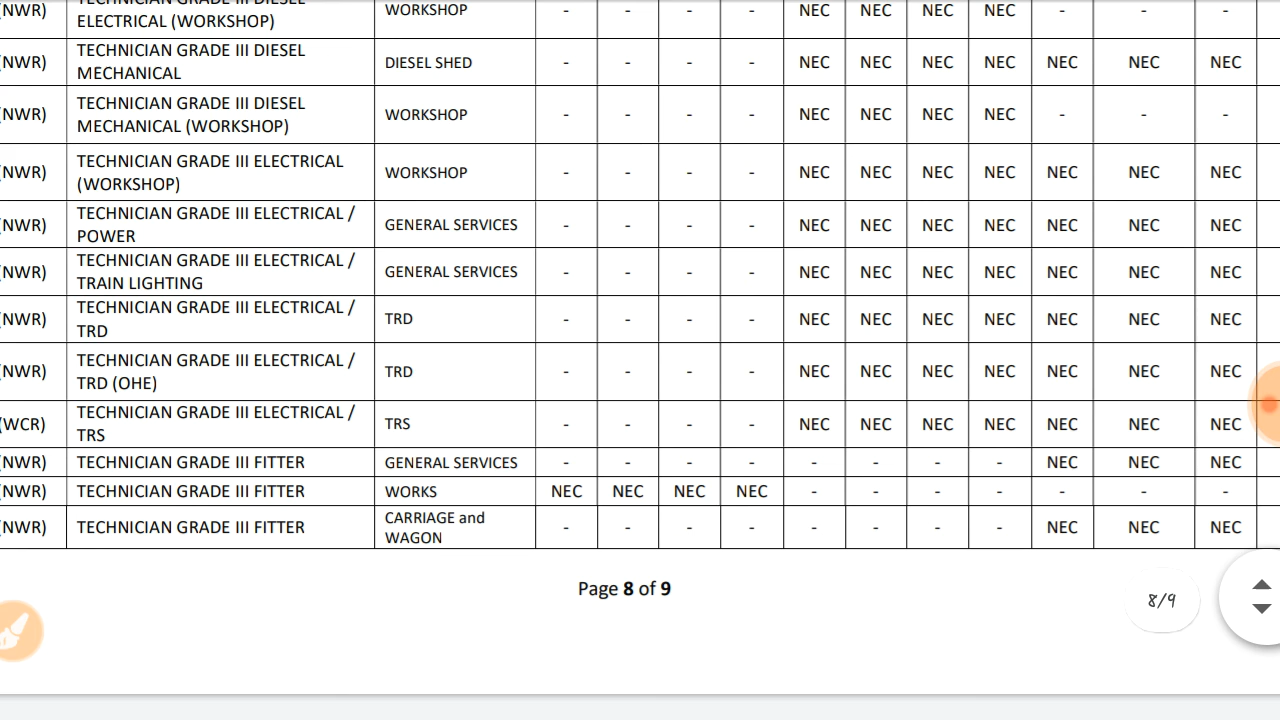 (NWR) TECHNICIAN GRADE III DIESEL
ELECTRICAL (WORKSHOP) WORKSHOP - - - - NEC NEC NEC NEC - - -
(NWR) TECHNICIAN GRADE III DIESEL
MECHANICAL DIESEL SHED - - - - NEC NEC NEC NEC NEC NEC NEC
(NWR) TECHNICIAN GRADE III DIESEL
MECHANICAL (WORKSHOP) WORKSHOP - - - - NEC NEC NEC NEC - - -
(NWR) TECHNICIAN GRADE III ELECTRICAL
(WORKSHOP) WORKSHOP - - - - NEC NEC NEC NEC NEC NEC NEC
(NWR) TECHNICIAN GRADE III ELECTRICAL /
POWER GENERAL SERVICES - - - - NEC NEC NEC NEC NEC NEC NEC
(NWR) TECHNICIAN GRADE III ELECTRICAL /
TRAIN LIGHTING GENERAL SERVICES - - - - NEC NEC NEC NEC NEC NEC NEC
(NWR) TECHNICIAN GRADE III ELECTRICAL /
TRD TRD - - - - NEC NEC NEC NEC NEC NEC NEC
(NWR) TECHNICIAN GRADE III ELECTRICAL /
TRD (OHE) TRD - - - - NEC NEC NEC NEC NEC NEC NEC
(WCR) TECHNICIAN GRADE III ELECTRICAL /
TRS TRS - - - - NEC NEC NEC NEC NEC NEC NEC
(NWR) TECHNICIAN GRADE III FITTER GENERAL SERVICES - - - - - - - - NEC NEC NEC
(NWR) TECHNICIAN GRADE III FITTER WORKS NEC NEC NEC NEC - - - - - - -
(NWR) TECHNICIAN GRADE III FITTER CARRIAGE and
WAGON - - - - - - - - NEC NEC NEC
Page 8 of 9
8/9